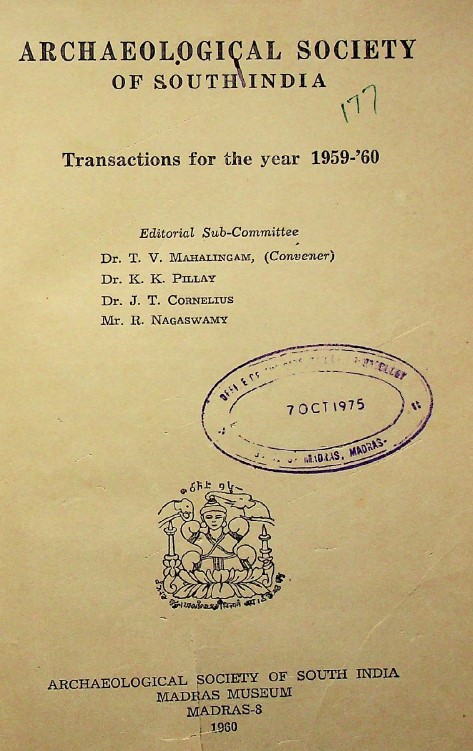 ARCHAEOLOGICAL SOCIETY
OF SOUTH INDIA
177
Transactions for the year 1959-'60
Editorial Sub-Committee
Dr. T. V. MAHALINGAM, (Convener)
Dr. K. K. PILLAY
Dr. J. T. CORNELIUS
Mr. R. NAGASWAMY
7 OCT 1975
OF MADRAS, MADRAS-
ARCHAEOLOGICAL SOCIETY OF SOUTH INDIA
MADRAS MUSEUM
MADRAS-8
1960